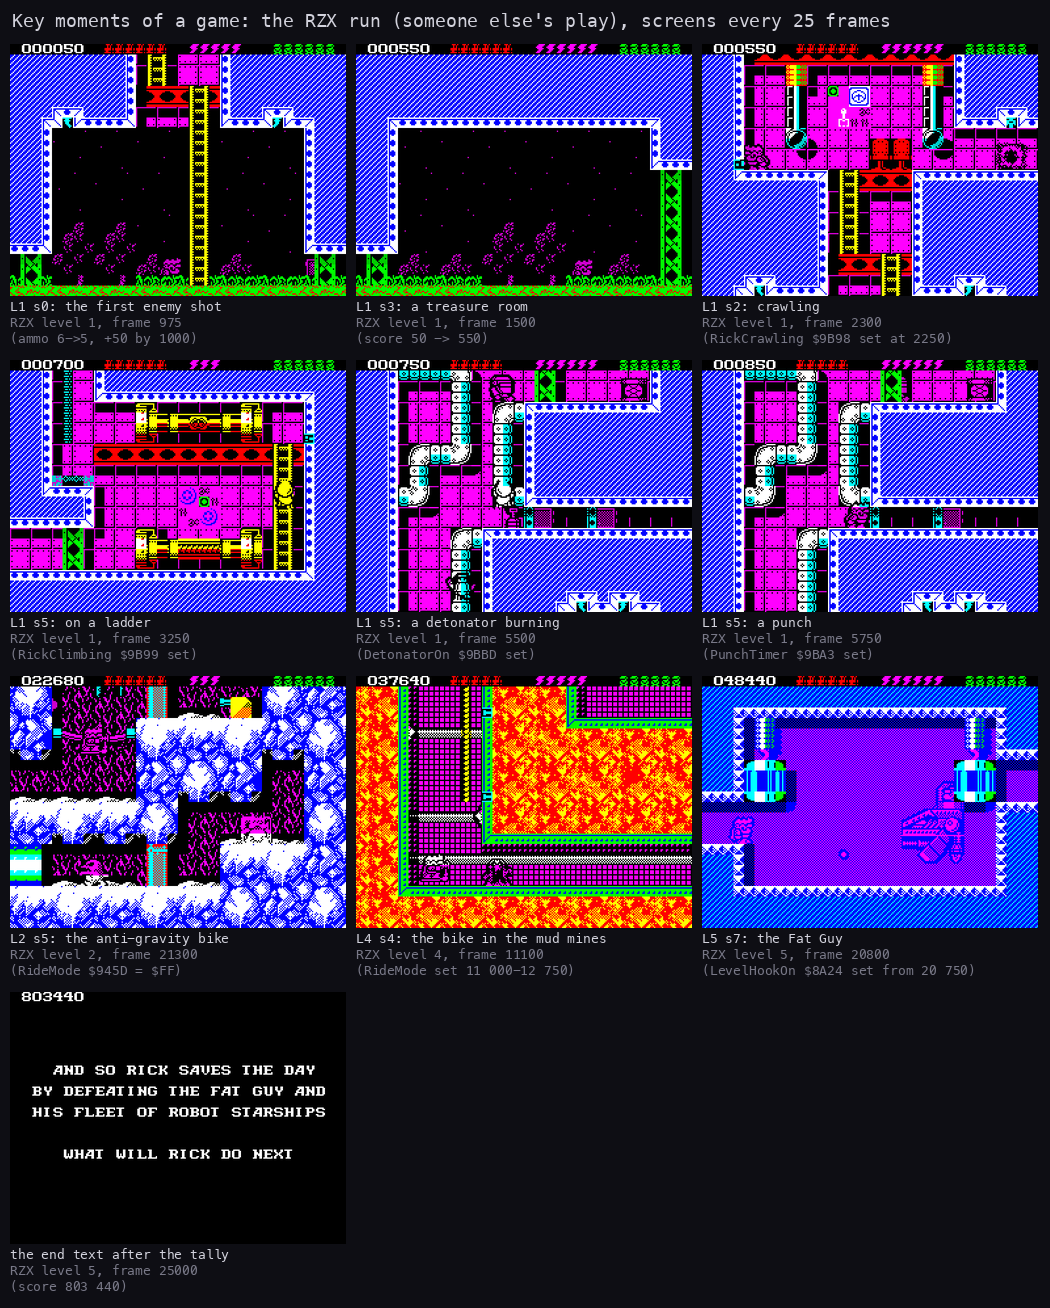 Key moments of a game: the RZX run (someone else's play), screens every 25 frames
000050
000550
000550
L1 s0: the first enemy shot
RZX level 1, frame 975
(ammo 6->5, +50 by 1000)
L1 s3: a treasure room
RZX level 1, frame 1500
(score 50 -> 550)
L1 s2: crawling
RZX level 1, frame 2300
(RickCrawling $9B98 set at 2250)
000700
000750
000850
L1 s5: on a ladder
RZX level 1, frame 3250
(RickClimbing $9B99 set)
L1 s5: a detonator burning
RZX level 1, frame 5500
(DetonatorOn $9BBD set)
L1 s5: a punch
RZX level 1, frame 5750
(PunchTimer $9BA3 set)
022680
037640
048440
L2 s5: the anti-gravity bike
RZX level 2, frame 21300
(RideMode $945D = $FF)
L4 s4: the bike in the mud mines
RZX level 4, frame 11100
(RideMode set 11 000-12 750)
L5 s7: the Fat Guy
RZX level 5, frame 20800
(LevelHookOn $8A24 set from 20 750)
803440
AND SO RICK SAVES THE DAY
BY DEFEATING THE FAT GUY AND
HIS FLEET OF ROBOT STARSHIPS
WHAT WILL RICK DO NEXT
the end text after the tally
RZX level 5, frame 25000
(score 803 440)